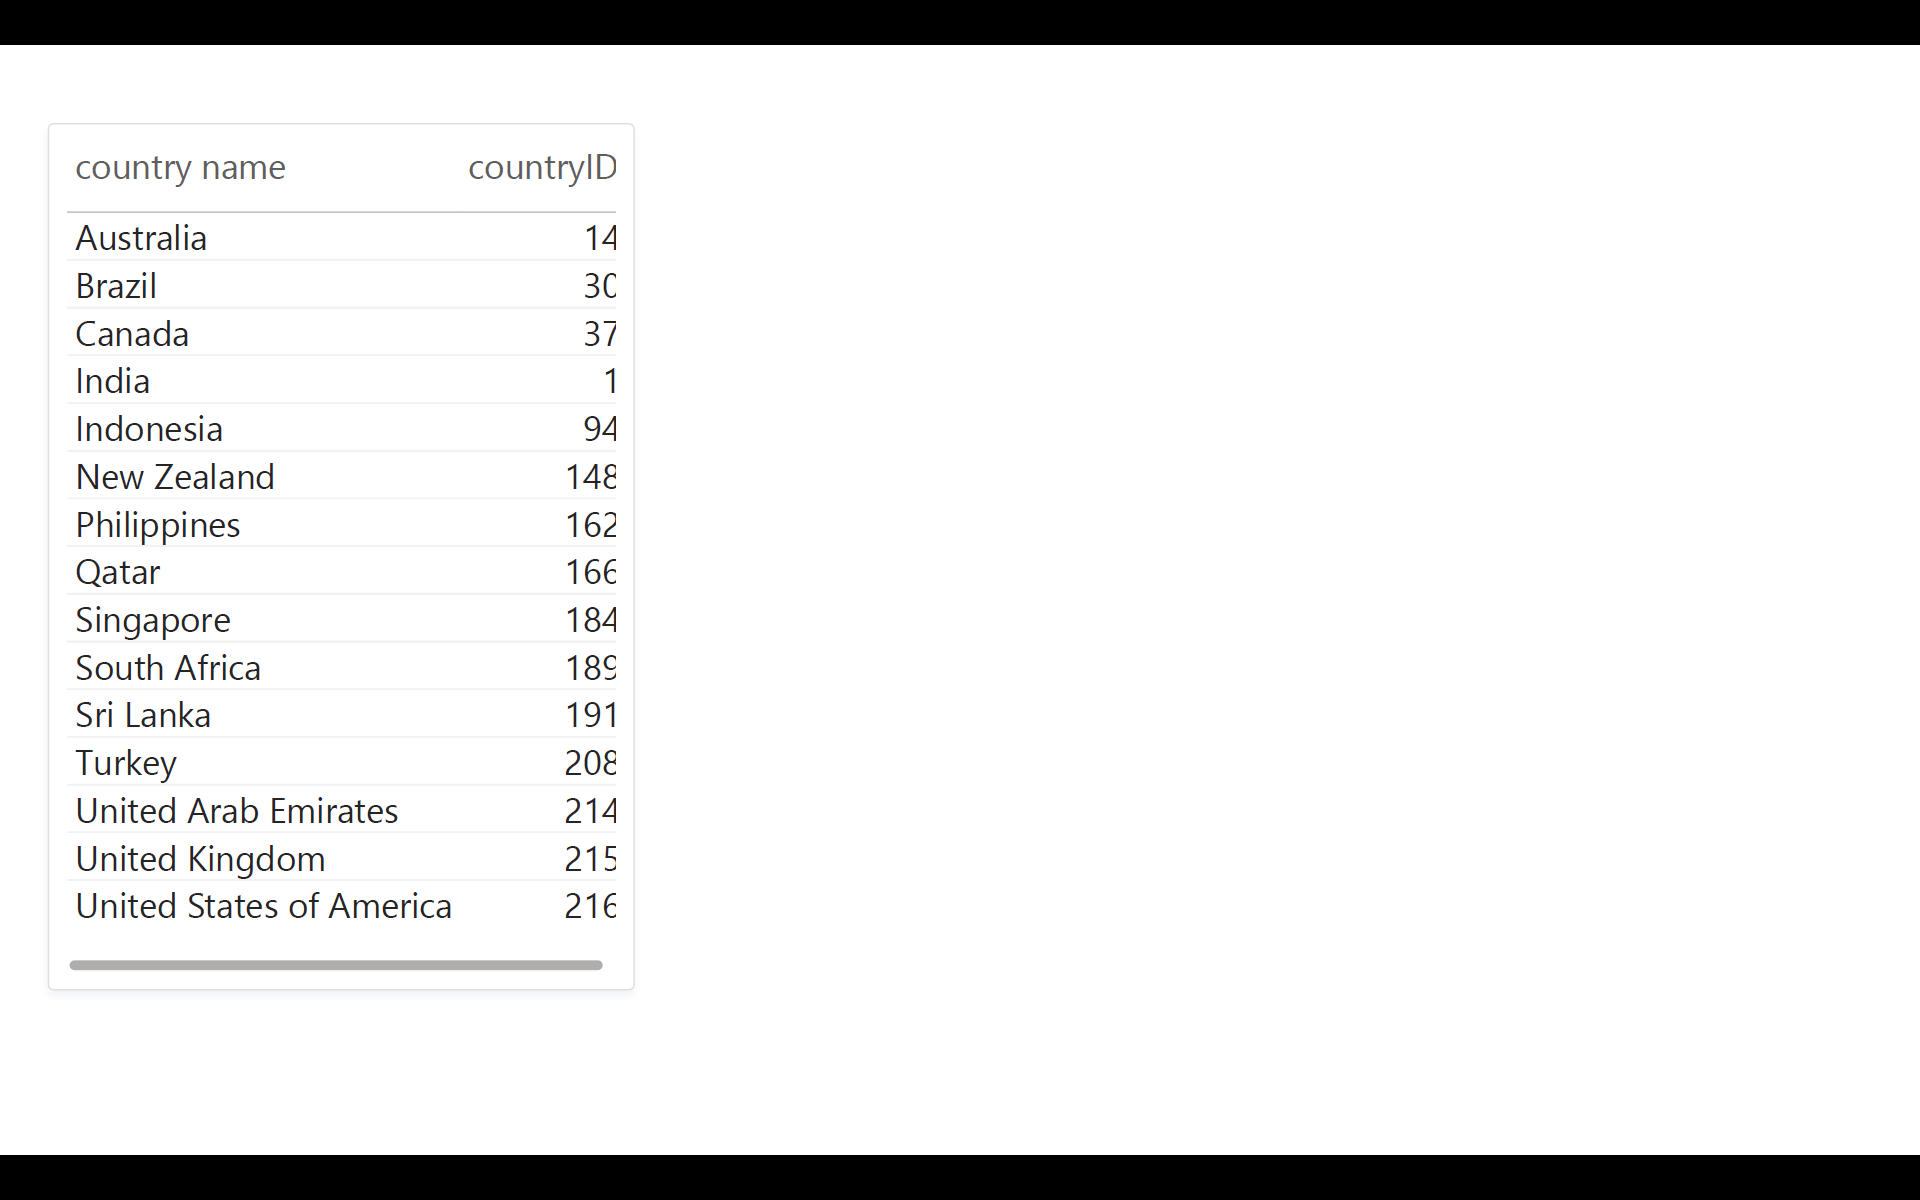 country name countryID
Australia 14
Brazil 30
Canada 37
India 1
Indonesia 94
New Zealand 148
Philippines 162
Qatar 166
Singapore 184
South Africa 189
Sri Lanka 191
Turkey 208
United Arab Emirates 214
United Kingdom 215
United States of America 216